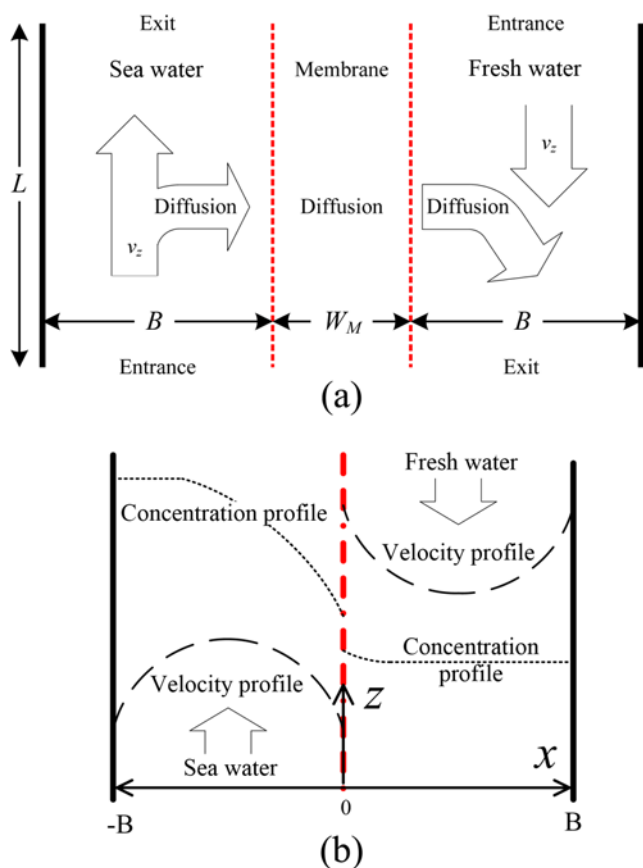 Exit
Entrance
Sea water
Membrane
Fresh water
L
v_z
Diffusion
Diffusion
Diffusion
v_z
B
W_M
B
Entrance
Exit
(a)
Fresh water
Concentration profile
Velocity profile
Concentration
profile
Velocity profile
z
Sea water
x
-B
0
B
(b)